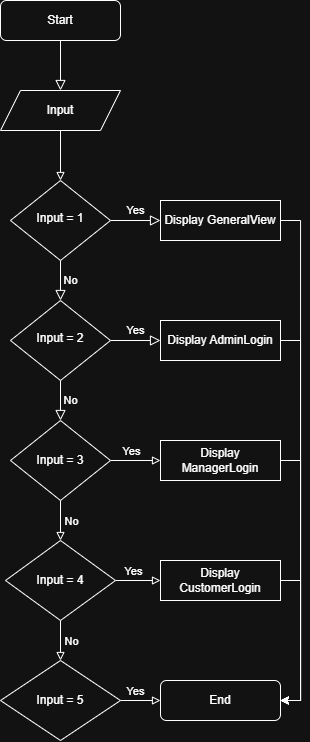 Start
Input
Input = 1
Yes
Display GeneralView
No
Input = 2
Yes
Display AdminLogin
No
Input = 3
Yes
Display
ManagerLogin
No
Input = 4
Yes
Display
CustomerLogin
No
Input = 5
Yes
End